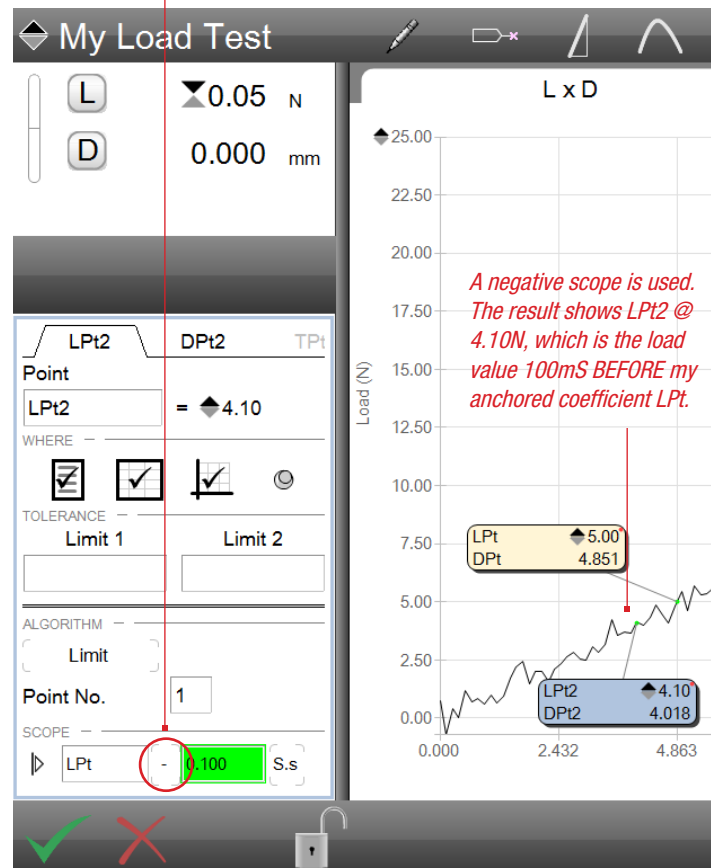 My Load Test
L 0.05 N
D 0.000 mm
LPt2 DPt2 TPt
Point
LPt2 = 4.10
WHERE
TOLERANCE
Limit 1 Limit 2
ALGORITHM
Limit
Point No. 1
SCOPE
LPt - 0.100 S.s
L x D
25.00
22.50
20.00
17.50
15.00
12.50
10.00
7.50
5.00
2.50
0.00
Load (N)
A negative scope is used.
The result shows LPt2 @
4.10N, which is the load
value 100mS BEFORE my
anchored coefficient LPt.
LPt 5.00
DPt 4.851
LPt2 4.10
DPt2 4.018
0.000 2.432 4.863